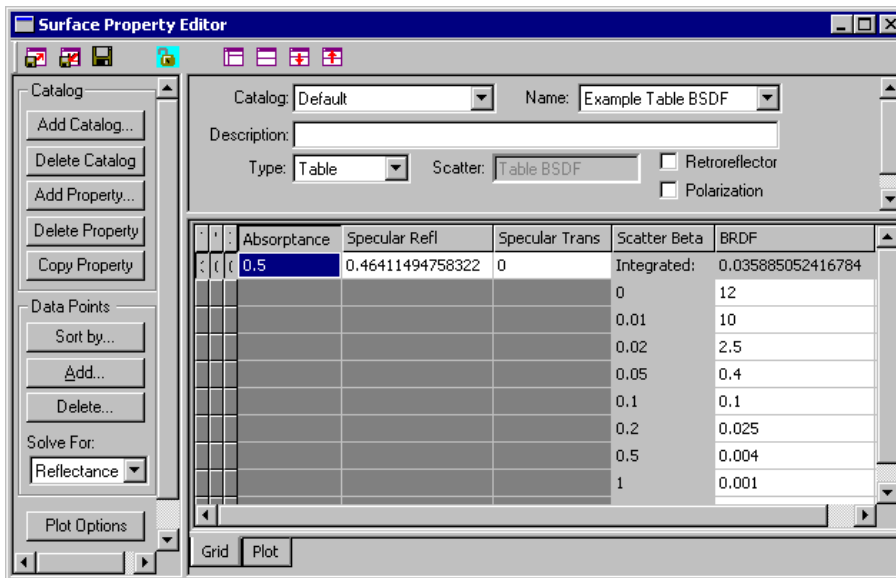 Surface Property Editor
Catalog
Add Catalog...
Delete Catalog
Add Property...
Delete Property
Copy Property
Data Points
Sort by...
Add...
Delete...
Solve For:
Reflectance
Plot Options
Catalog: Default Name: Example Table BSDF
Description:
Type: Table Scatter: Table BSDF Retroreflector
Polarization
Absorptance Specular Refl Specular Trans Scatter Beta BRDF
0.5 0.46411494758322 0 Integrated: 0.035885052416784
0 12
0.01 10
0.02 2.5
0.05 0.4
0.1 0.1
0.2 0.025
0.5 0.004
1 0.001
Grid Plot